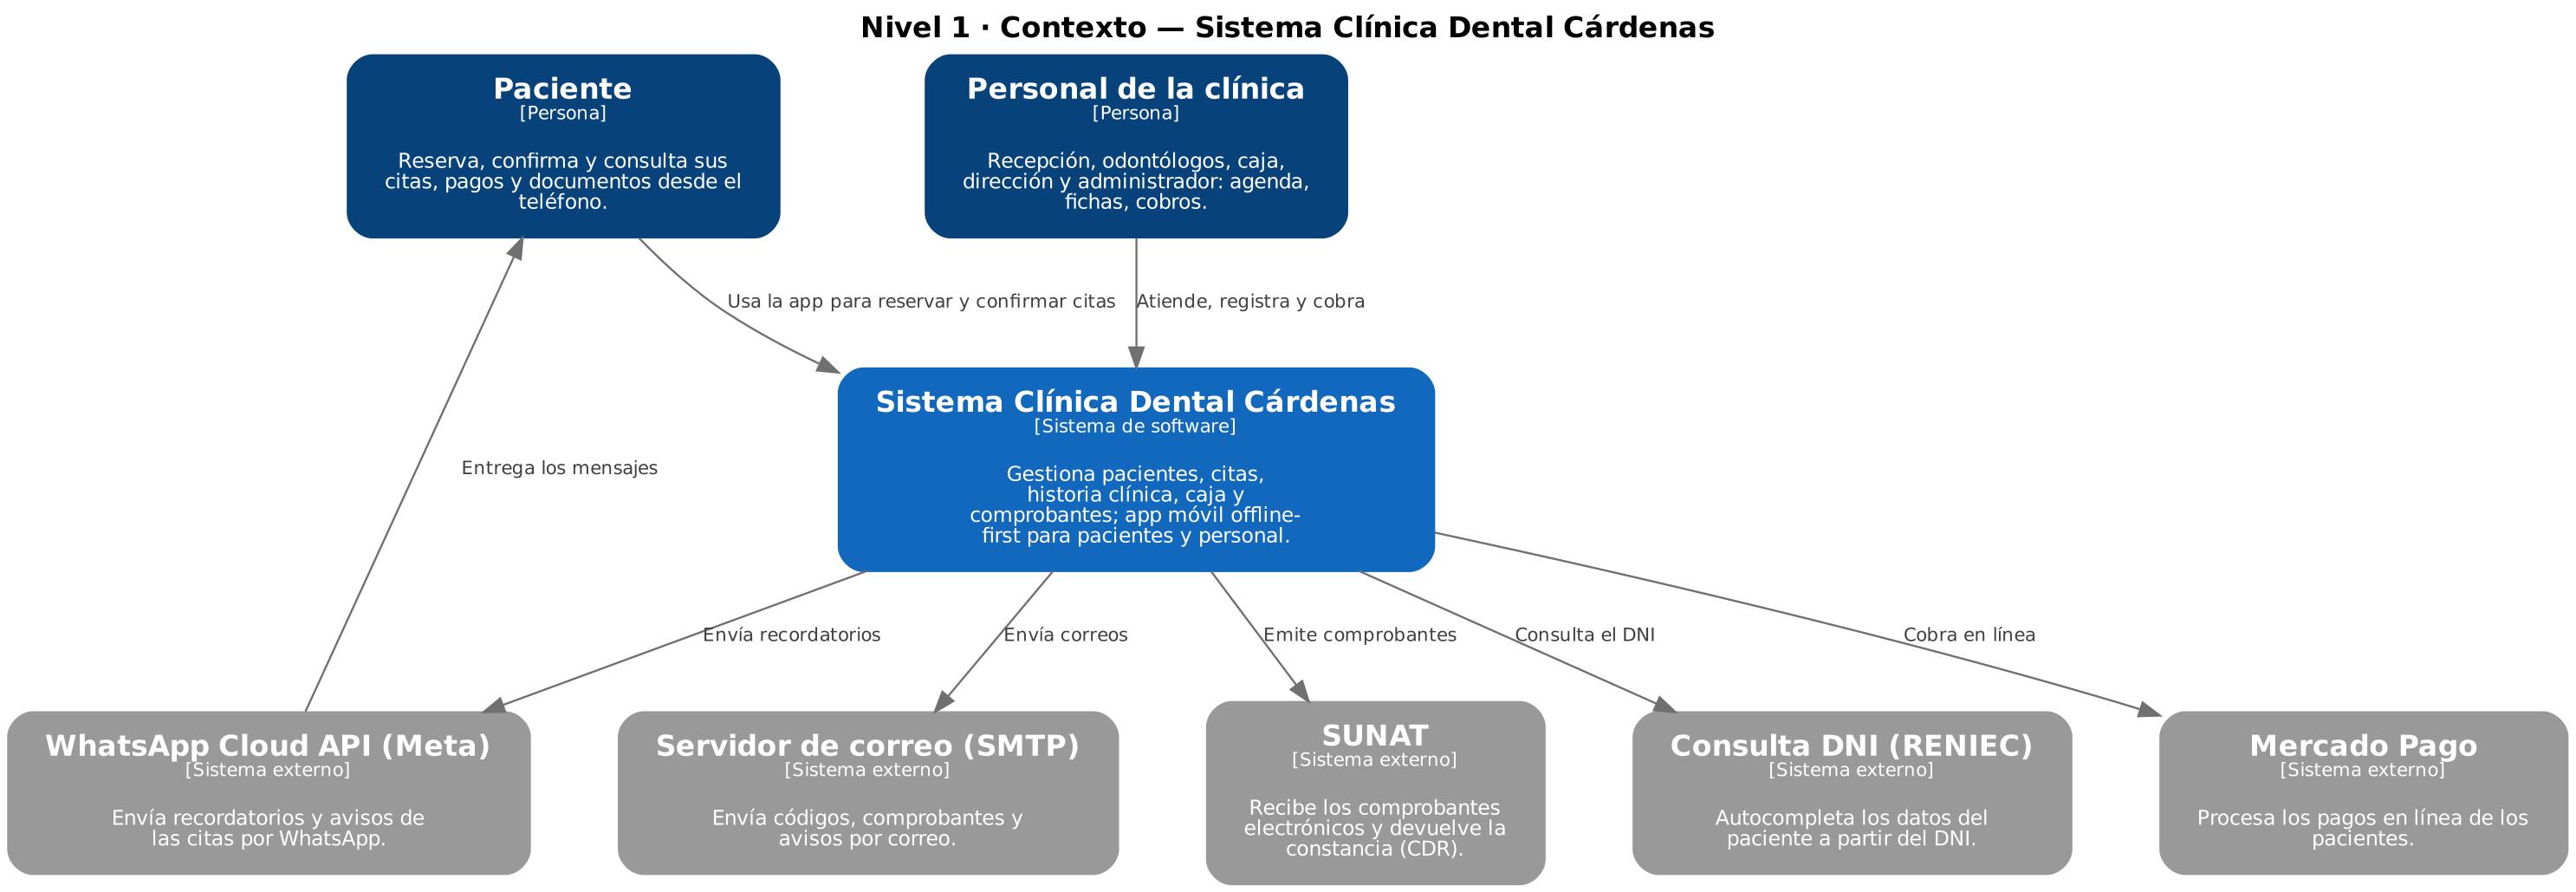 Nivel 1 · Contexto — Sistema Clínica Dental Cárdenas
Paciente
[Persona]
Reserva, confirma y consulta sus
citas, pagos y documentos desde el
teléfono.
Personal de la clínica
[Persona]
Recepción, odontólogos, caja,
dirección y administrador: agenda,
fichas, cobros.
Usa la app para reservar y confirmar citas
Atiende, registra y cobra
Sistema Clínica Dental Cárdenas
[Sistema de software]
Gestiona pacientes, citas,
historia clínica, caja y
comprobantes; app móvil offline-
first para pacientes y personal.
Entrega los mensajes
Envía recordatorios
Envía correos
Emite comprobantes
Consulta el DNI
Cobra en línea
WhatsApp Cloud API (Meta)
[Sistema externo]
Envía recordatorios y avisos de
las citas por WhatsApp.
Servidor de correo (SMTP)
[Sistema externo]
Envía códigos, comprobantes y
avisos por correo.
SUNAT
[Sistema externo]
Recibe los comprobantes
electrónicos y devuelve la
constancia (CDR).
Consulta DNI (RENIEC)
[Sistema externo]
Autocompleta los datos del
paciente a partir del DNI.
Mercado Pago
[Sistema externo]
Procesa los pagos en línea de los
pacientes.